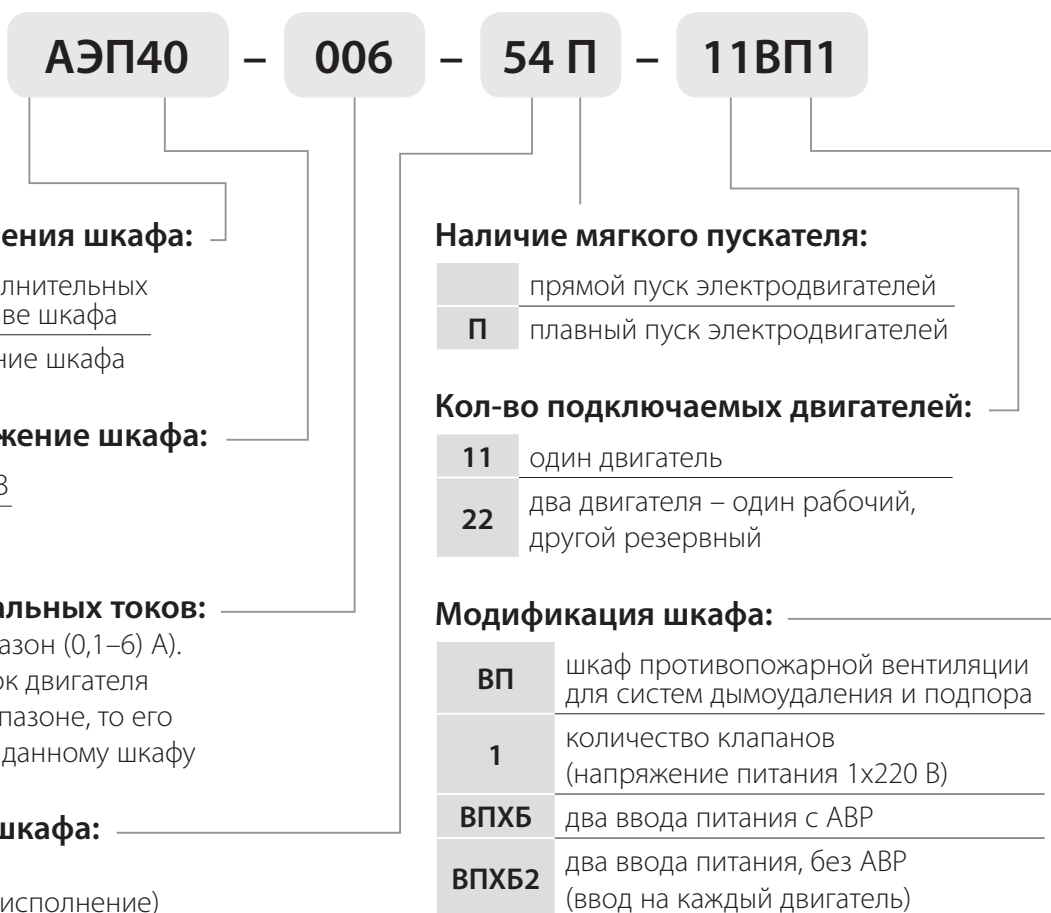 АЭП40 – 006 – 54 П – 11ВП1
ения шкафа:
лнительных
ве шкафа
ние шкафа
жение шкафа:
В
альных токов:
азон (0,1–6) А).
ок двигателя
пазоне, то его
данному шкафу
шкафа:
исполнение)
Наличие мягкого пускателя:
прямой пуск электродвигателей
П плавный пуск электродвигателей
Кол-во подключаемых двигателей:
11 один двигатель
22 два двигателя – один рабочий,
другой резервный
Модификация шкафа:
ВП шкаф противопожарной вентиляции
для систем дымоудаления и подпора
1 количество клапанов
(напряжение питания 1х220 В)
ВПХБ два ввода питания с АВР
ВПХБ2 два ввода питания, без АВР
(ввод на каждый двигатель)